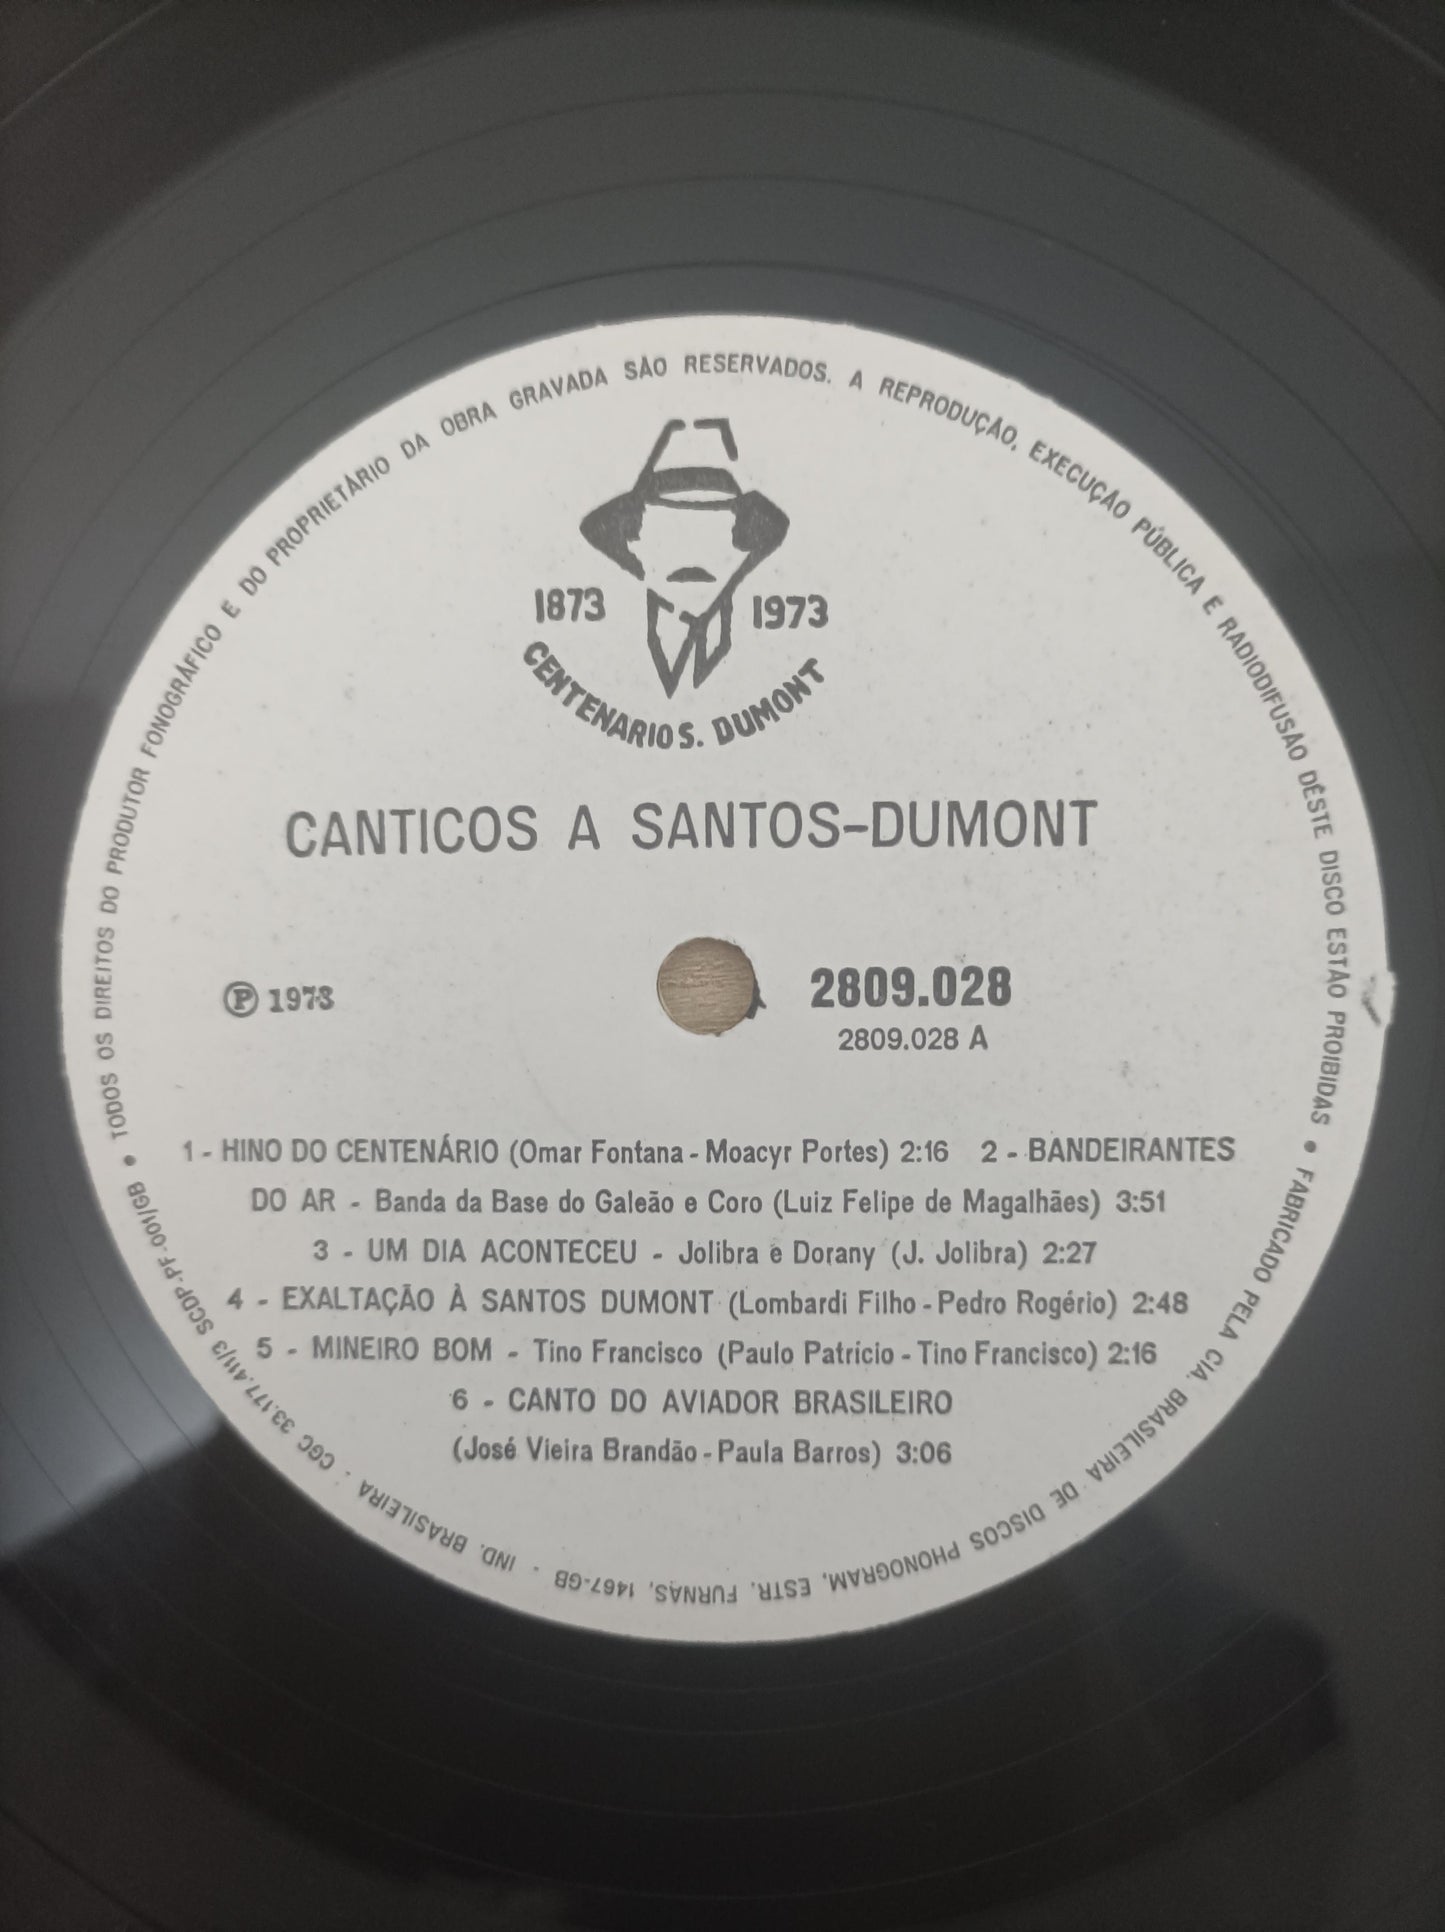 TODOS OS DIREITOS DO PRODUTOR FONOGRÁFICO E DO PROPRIETÁRIO DA OBRA GRAVADA SÃO RESERVADOS. A REPRODUÇÃO, EXECUÇÃO PÚBLICA E RADIODIFUSÃO DÊSTE DISCO ESTÃO PROIBIDAS •
1873 1973
CENTENARIO S. DUMONT
CANTICOS A SANTOS-DUMONT
Ⓟ 1973
2809.028
2809.028 A
1 - HINO DO CENTENÁRIO (Omar Fontana - Moacyr Portes) 2:16 2 - BANDEIRANTES
DO AR - Banda da Base do Galeão e Coro (Luiz Felipe de Magalhães) 3:51
3 - UM DIA ACONTECEU - Jolibra e Dorany (J. Jolibra) 2:27
4 - EXALTAÇÃO À SANTOS DUMONT (Lombardi Filho - Pedro Rogério) 2:48
5 - MINEIRO BOM - Tino Francisco (Paulo Patrício - Tino Francisco) 2:16
6 - CANTO DO AVIADOR BRASILEIRO
(José Vieira Brandão - Paula Barros) 3:06
FABRICADO PELA CIA. BRASILEIRA DE DISCOS PHONOGRAM, ESTR. FURNAS, 1467-GB - IND. BRASILEIRA - CGC 33.177.411/3 SCDP-PF-001/GB •